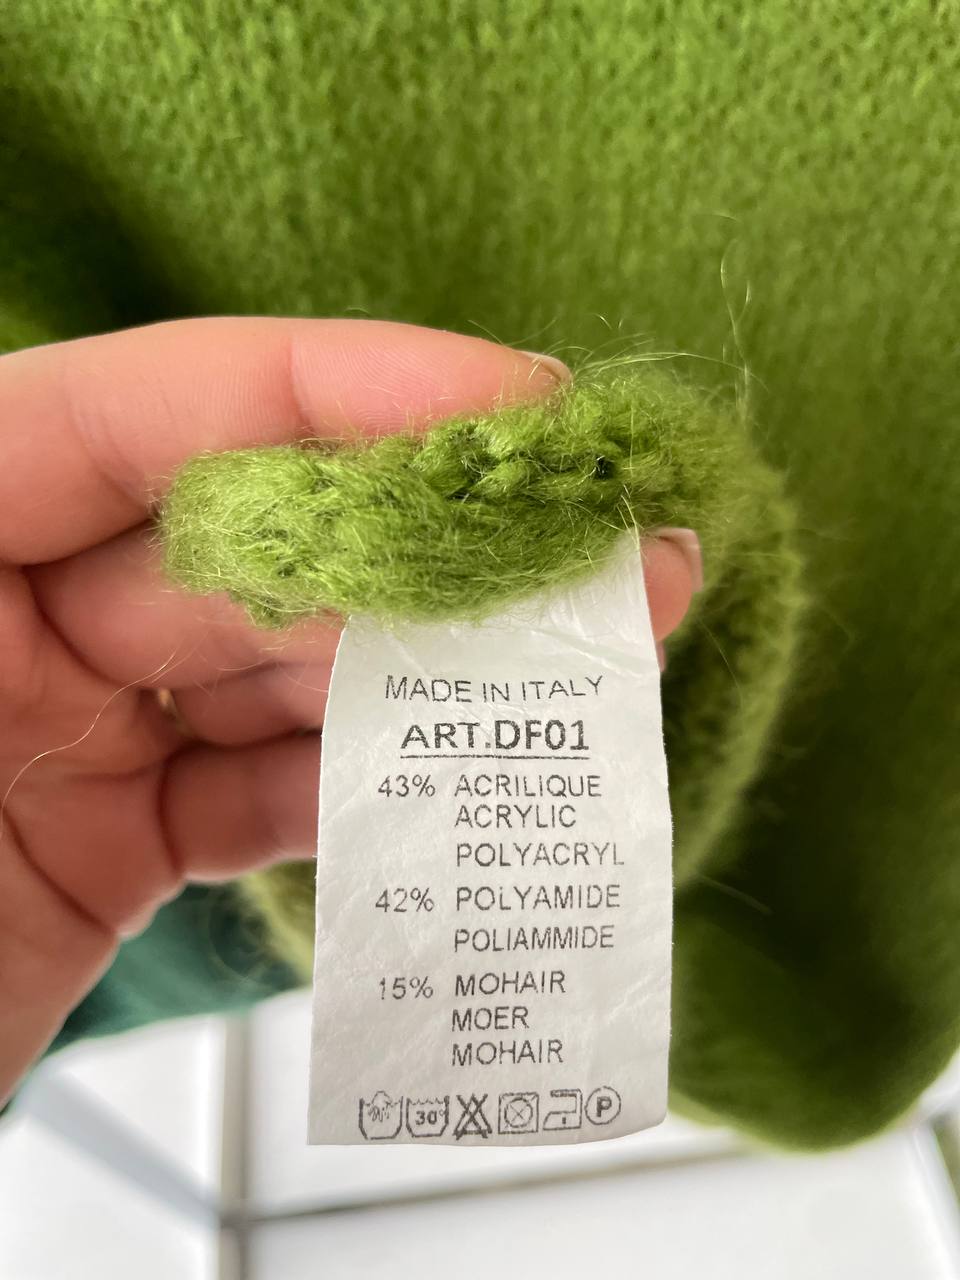 MADE IN ITALY
ART.DF01
43% ACRILIQUE
ACRYLIC
POLYACRYL
42% POLYAMIDE
POLIAMMIDE
15% MOHAIR
MOER
MOHAIR
30° P